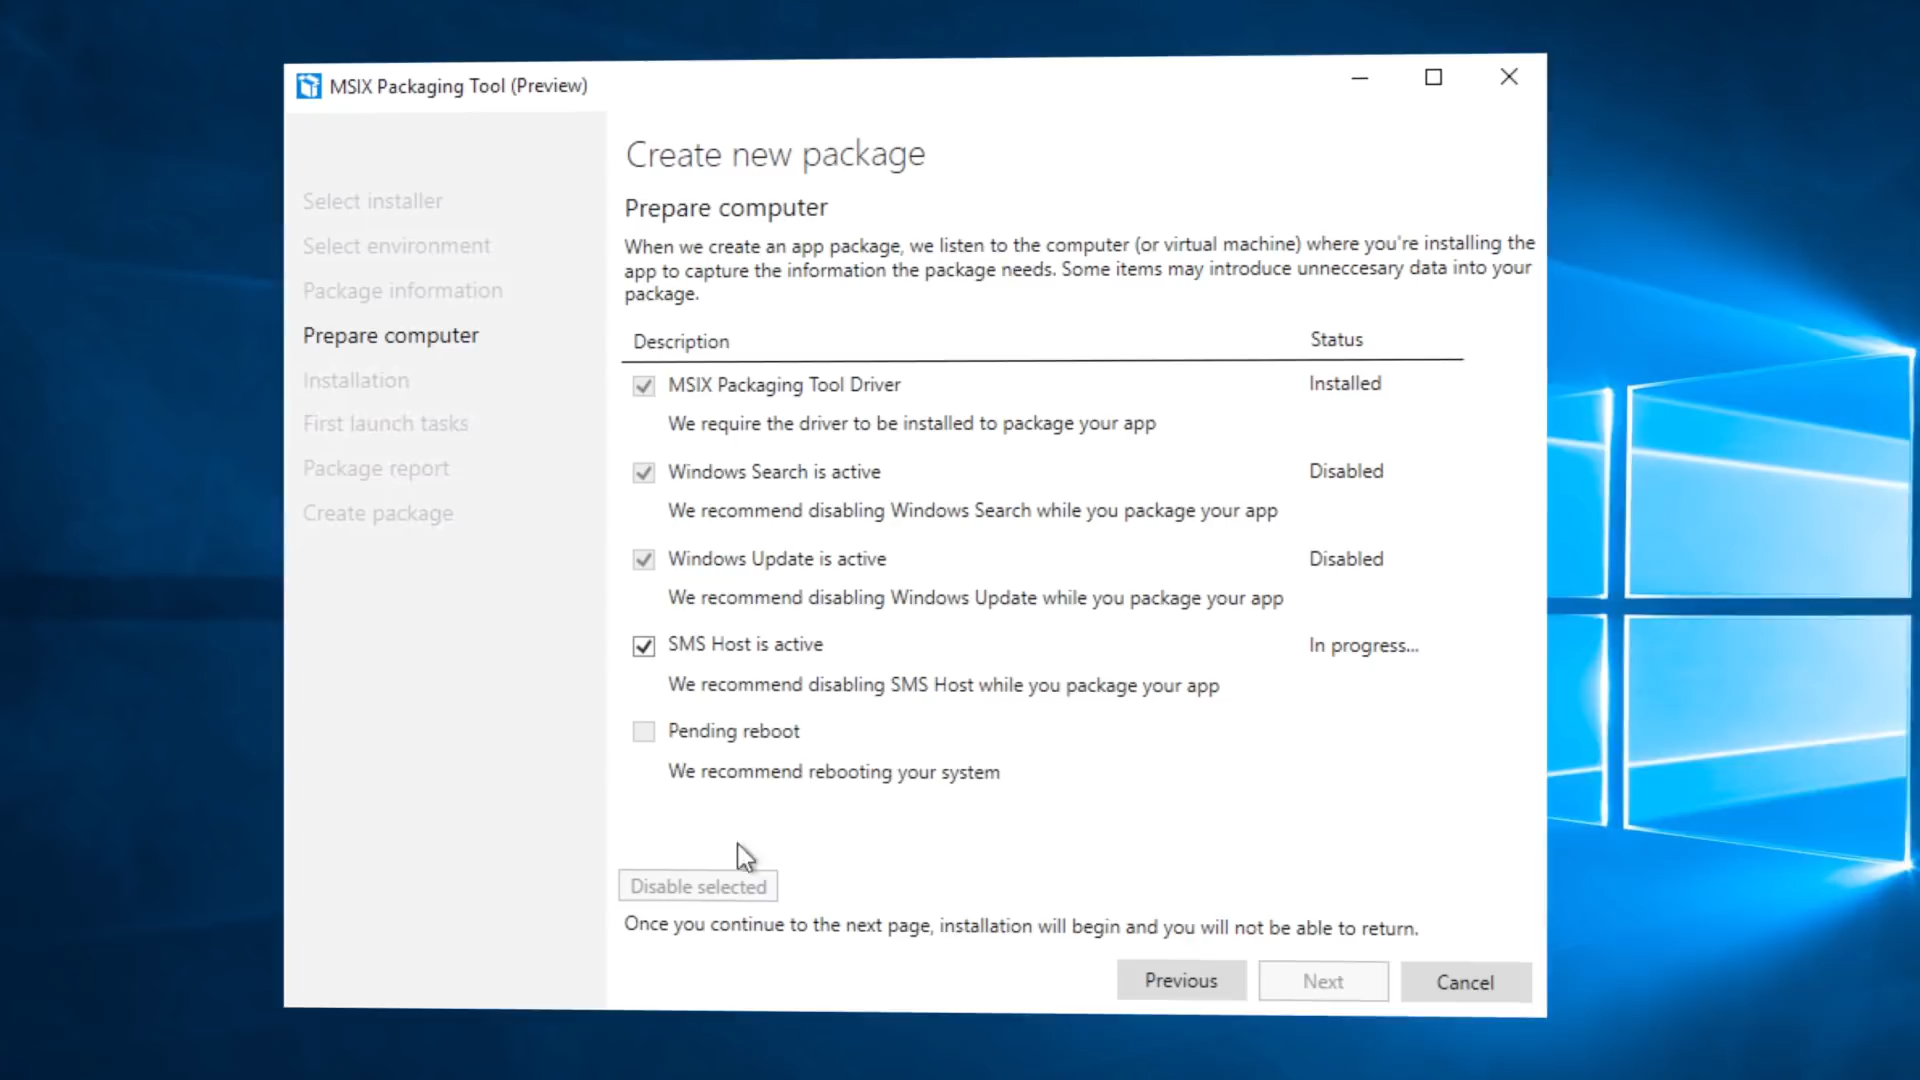 MSIX Packaging Tool (Preview)
Select installer
Select environment
Package information
Prepare computer
Installation
First launch tasks
Package report
Create package
Create new package
Prepare computer
When we create an app package, we listen to the computer (or virtual machine) where you're installing the
app to capture the information the package needs. Some items may introduce unneccesary data into your
package.
Description Status
MSIX Packaging Tool Driver Installed
We require the driver to be installed to package your app
Windows Search is active Disabled
We recommend disabling Windows Search while you package your app
Windows Update is active Disabled
We recommend disabling Windows Update while you package your app
SMS Host is active In progress...
We recommend disabling SMS Host while you package your app
Pending reboot
We recommend rebooting your system
Disable selected
Once you continue to the next page, installation will begin and you will not be able to return.
Previous Next Cancel